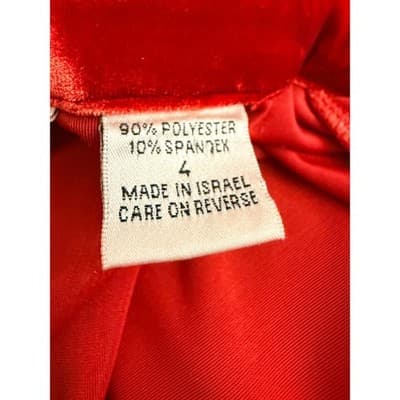 90% POLYESTER
10% SPANDEX
4
MADE IN ISRAEL
CARE ON REVERSE